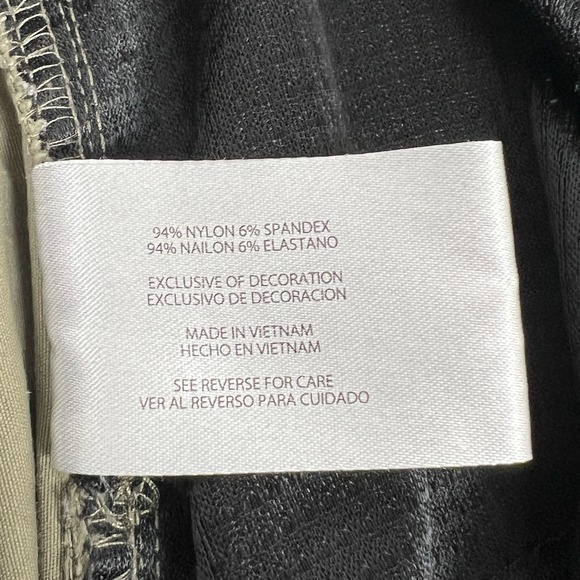 94% NYLON 6% SPANDEX
94% NAILON 6% ELASTANO
EXCLUSIVE OF DECORATION
EXCLUSIVO DE DECORACION
MADE IN VIETNAM
HECHO EN VIETNAM
SEE REVERSE FOR CARE
VER AL REVERSO PARA CUIDADO